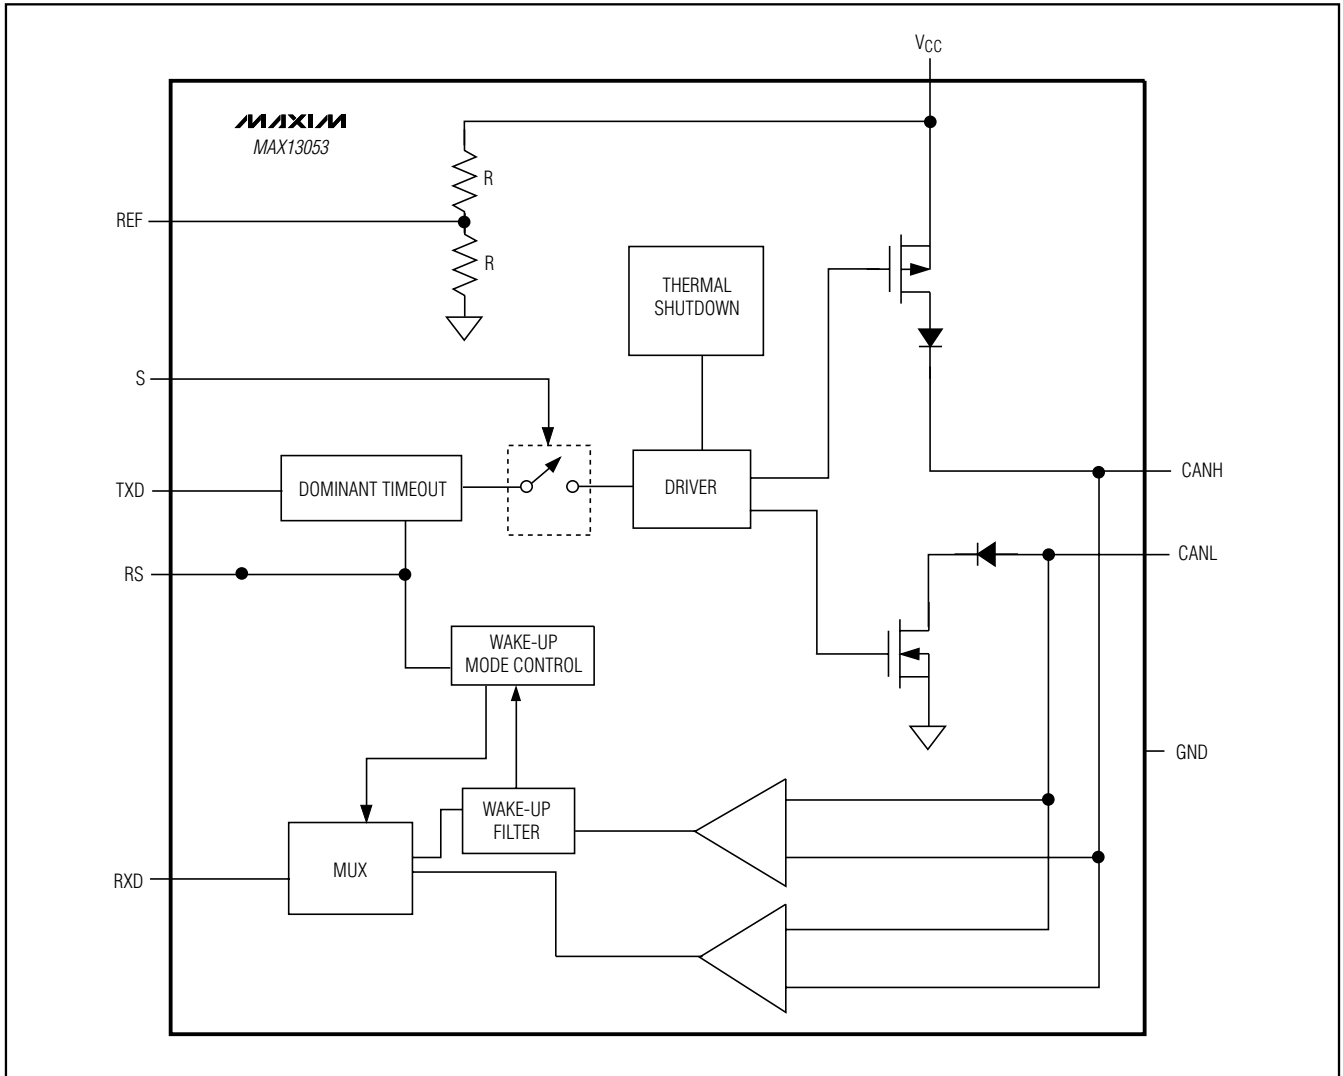 VCC
MAXIM
MAX13053
R
REF
R
THERMAL
SHUTDOWN
S
CANH
TXD
DOMINANT TIMEOUT
DRIVER
CANL
RS
WAKE-UP
MODE CONTROL
GND
WAKE-UP
FILTER
MUX
RXD